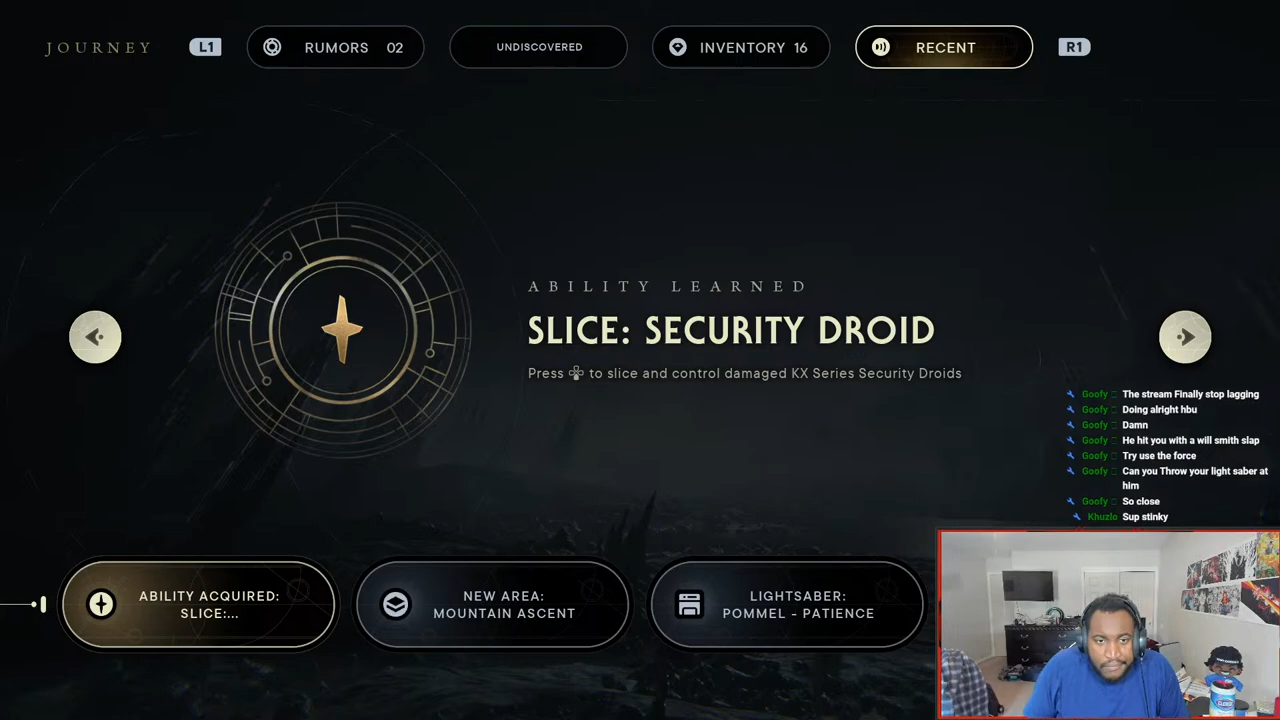 JOURNEY
L1
RUMORS 02
UNDISCOVERED
INVENTORY 16
RECENT
R1
ABILITY LEARNED
SLICE: SECURITY DROID
Press to slice and control damaged KX Series Security Droids
Goofy The stream Finally stop lagging
Goofy Doing alright hbu
Goofy Damn
Goofy He hit you with a will smith slap
Goofy Try use the force
Goofy Can you Throw your light saber at
him
Goofy So close
Khuzlo Sup stinky
ABILITY ACQUIRED:
SLICE:...
NEW AREA:
MOUNTAIN ASCENT
LIGHTSABER:
POMMEL - PATIENCE